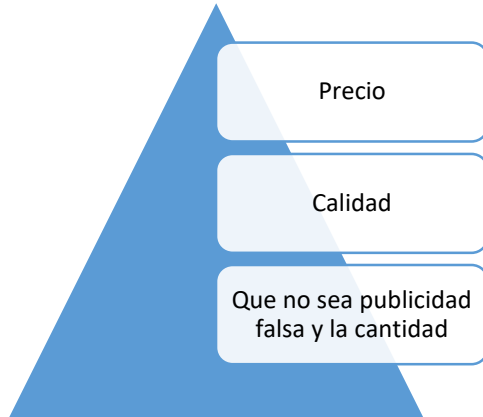 Precio
Calidad
Que no sea publicidad
falsa y la cantidad